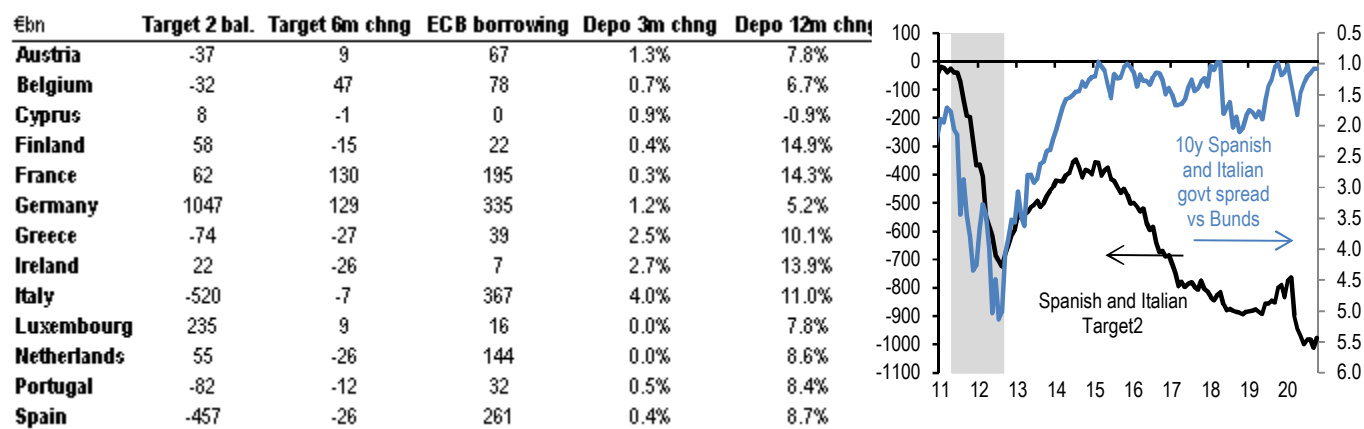 €bn Target 2 bal. Target 6m chng ECB borrowing Depo 3m chng Depo 12m chng
Austria -37 9 67 1.3% 7.8%
Belgium -32 47 78 0.7% 6.7%
Cyprus 8 -1 0 0.9% -0.9%
Finland 58 -15 22 0.4% 14.9%
France 62 130 195 0.3% 14.3%
Germany 1047 129 335 1.2% 5.2%
Greece -74 -27 39 2.5% 10.1%
Ireland 22 -26 7 2.7% 13.9%
Italy -520 -7 367 4.0% 11.0%
Luxembourg 235 9 16 0.0% 7.8%
Netherlands 55 -26 144 0.0% 8.6%
Portugal -82 -12 32 0.5% 8.4%
Spain -457 -26 261 0.4% 8.7%
100
0
-100
-200
-300
-400
-500
-600
-700
-800
-900
-1000
-1100
10y Spanish
and Italian
govt spread
vs Bunds
Spanish and Italian
Target2
0.5
1.0
1.5
2.0
2.5
3.0
3.5
4.0
4.5
5.0
5.5
6.0
11 12 13 14 15 16 17 18 19 20